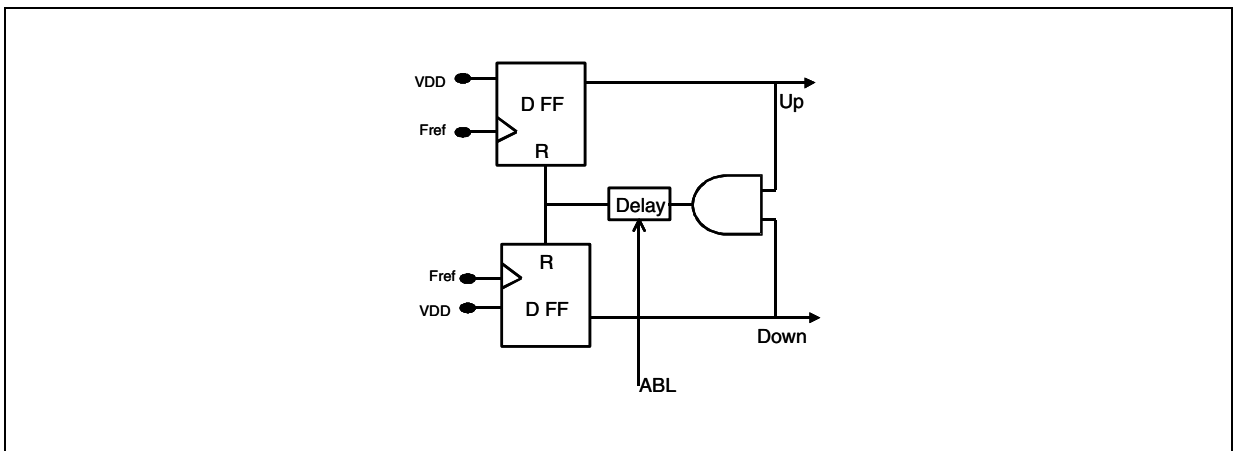 VDD
D FF
Up
Fref
R
Delay
R
Fref
D FF
VDD
Down
ABL